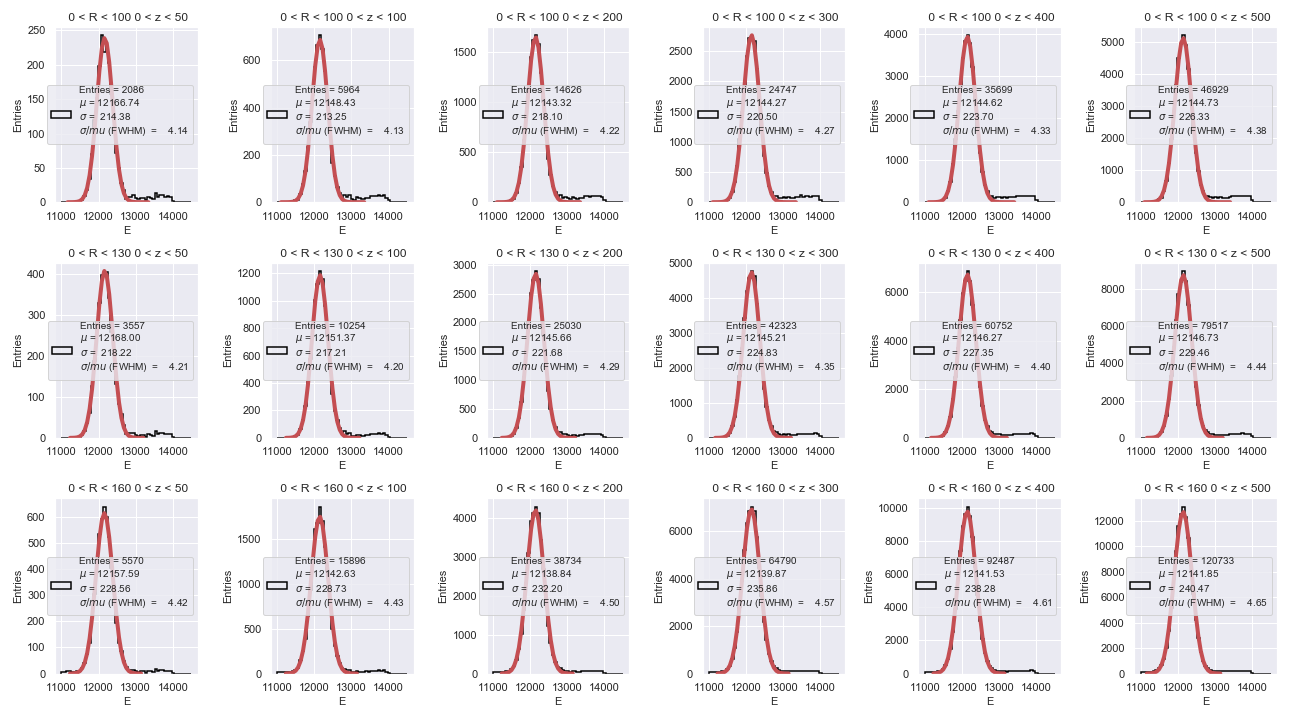 0 < R < 100 0 < z < 50
250
200
150
100
50
0
Entries
Entries = 2086
μ = 12166.74
σ = 214.38
σ/mu (FWHM) = 4.14
11000 12000 13000 14000
E
0 < R < 100 0 < z < 100
600
400
200
0
Entries
Entries = 5964
μ = 12148.43
σ = 213.25
σ/mu (FWHM) = 4.13
11000 12000 13000 14000
E
0 < R < 100 0 < z < 200
1500
1000
500
0
Entries
Entries = 14626
μ = 12143.32
σ = 218.10
σ/mu (FWHM) = 4.22
11000 12000 13000 14000
E
0 < R < 100 0 < z < 300
2500
2000
1500
1000
500
0
Entries
Entries = 24747
μ = 12144.27
σ = 220.50
σ/mu (FWHM) = 4.27
11000 12000 13000 14000
E
0 < R < 100 0 < z < 400
4000
3000
2000
1000
0
Entries
Entries = 35699
μ = 12144.62
σ = 223.70
σ/mu (FWHM) = 4.33
11000 12000 13000 14000
E
0 < R < 100 0 < z < 500
5000
4000
3000
2000
1000
0
Entries
Entries = 46929
μ = 12144.73
σ = 226.33
σ/mu (FWHM) = 4.38
11000 12000 13000 14000
E
0 < R < 130 0 < z < 50
400
300
200
100
0
Entries
Entries = 3557
μ = 12168.00
σ = 218.22
σ/mu (FWHM) = 4.21
11000 12000 13000 14000
E
0 < R < 130 0 < z < 100
1200
1000
800
600
400
200
0
Entries
Entries = 10254
μ = 12151.37
σ = 217.21
σ/mu (FWHM) = 4.20
11000 12000 13000 14000
E
0 < R < 130 0 < z < 200
3000
2500
2000
1500
1000
500
0
Entries
Entries = 25030
μ = 12145.66
σ = 221.68
σ/mu (FWHM) = 4.29
11000 12000 13000 14000
E
0 < R < 130 0 < z < 300
5000
4000
3000
2000
1000
0
Entries
Entries = 42323
μ = 12145.21
σ = 224.83
σ/mu (FWHM) = 4.35
11000 12000 13000 14000
E
0 < R < 130 0 < z < 400
6000
4000
2000
0
Entries
Entries = 60752
μ = 12146.27
σ = 227.35
σ/mu (FWHM) = 4.40
11000 12000 13000 14000
E
0 < R < 130 0 < z < 500
8000
6000
4000
2000
0
Entries
Entries = 79517
μ = 12146.73
σ = 229.46
σ/mu (FWHM) = 4.44
11000 12000 13000 14000
E
0 < R < 160 0 < z < 50
600
500
400
300
200
100
0
Entries
Entries = 5570
μ = 12157.59
σ = 228.56
σ/mu (FWHM) = 4.42
11000 12000 13000 14000
E
0 < R < 160 0 < z < 100
1500
1000
500
0
Entries
Entries = 15896
μ = 12142.63
σ = 228.73
σ/mu (FWHM) = 4.43
11000 12000 13000 14000
E
0 < R < 160 0 < z < 200
4000
3000
2000
1000
0
Entries
Entries = 38734
μ = 12138.84
σ = 232.20
σ/mu (FWHM) = 4.50
11000 12000 13000 14000
E
0 < R < 160 0 < z < 300
6000
4000
2000
0
Entries
Entries = 64790
μ = 12139.87
σ = 235.86
σ/mu (FWHM) = 4.57
11000 12000 13000 14000
E
0 < R < 160 0 < z < 400
10000
8000
6000
4000
2000
0
Entries
Entries = 92487
μ = 12141.53
σ = 238.28
σ/mu (FWHM) = 4.61
11000 12000 13000 14000
E
0 < R < 160 0 < z < 500
12000
10000
8000
6000
4000
2000
0
Entries
Entries = 120733
μ = 12141.85
σ = 240.47
σ/mu (FWHM) = 4.65
11000 12000 13000 14000
E